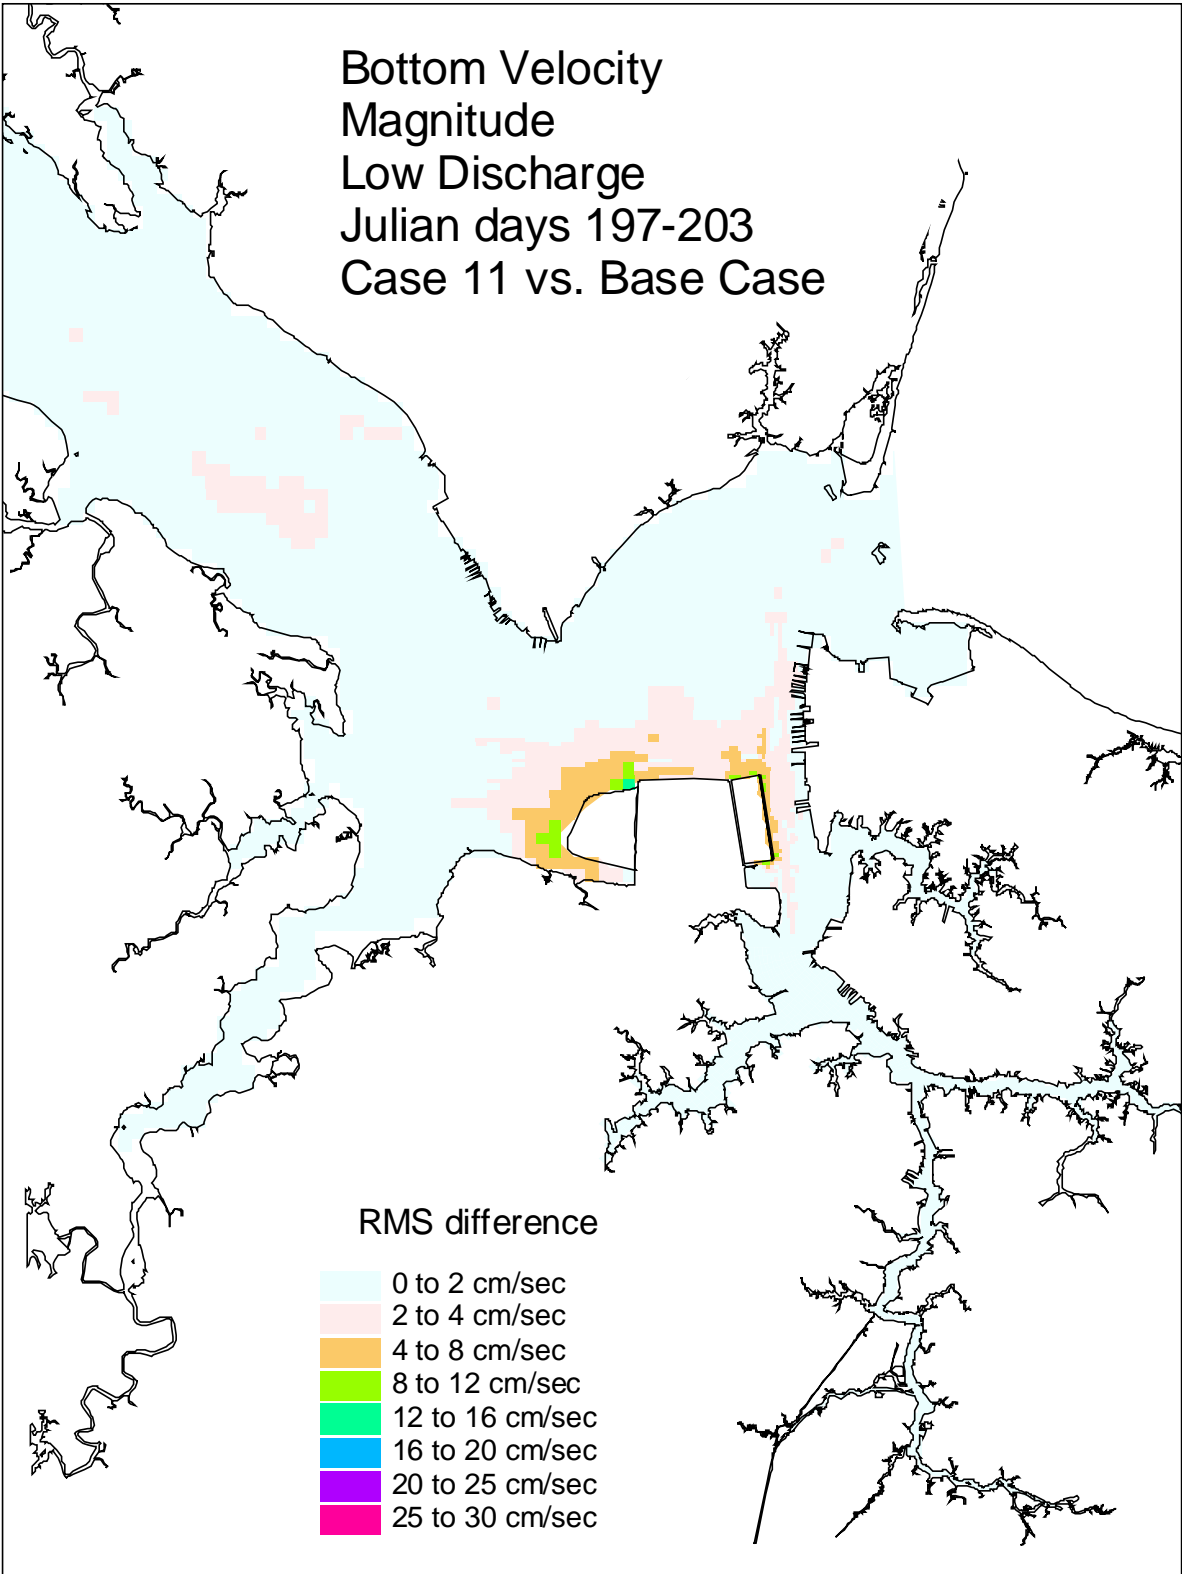 Bottom Velocity
Magnitude
Low Discharge
Julian days 197-203
Case 11 vs. Base Case
RMS difference
0 to 2 cm/sec
2 to 4 cm/sec
4 to 8 cm/sec
8 to 12 cm/sec
12 to 16 cm/sec
16 to 20 cm/sec
20 to 25 cm/sec
25 to 30 cm/sec